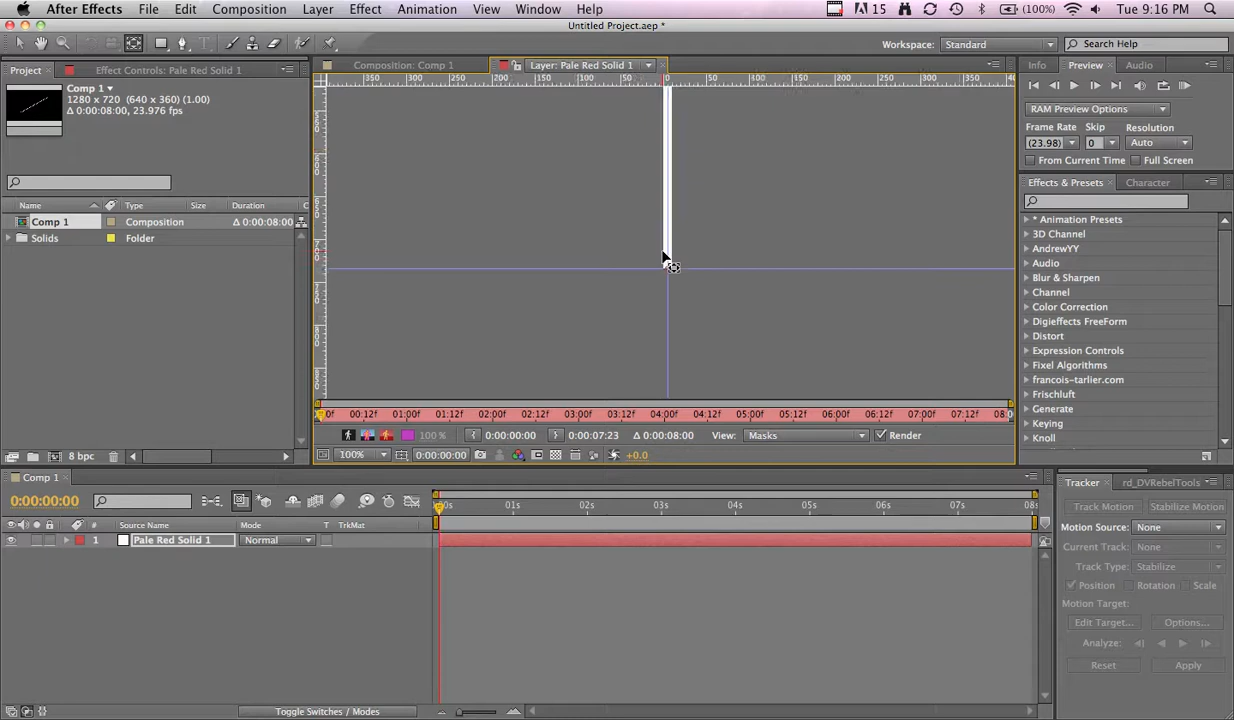 After Effects File Edit Composition Layer Effect Animation View Window Help 15 (100%) Tue 9:16 PM
Untitled Project.aep *
Workspace: Standard Search Help
Project Effect Controls: Pale Red Solid 1 Composition: Comp 1 Layer: Pale Red Solid 1 Info Preview Audio
Comp 1
1280 x 720 (640 x 360) (1.00)
Δ 0:00:08:00, 23.976 fps
350 200 150 100 50 0 50 100 150 200 250 300 350
RAM Preview Options
Frame Rate Skip Resolution
(23.98) 0 Auto
From Current Time Full Screen
Effects & Presets Character
Name Type Size Duration
Comp 1 Composition Δ 0:00:08:00
Solids Folder
* Animation Presets
3D Channel
AndrewYY
Audio
Blur & Sharpen
Channel
Color Correction
Digieffects FreeForm
Distort
Expression Controls
Fixel Algorithms
francois-tarlier.com
Frischluft
Generate
Keying
Knoll
0f 00:12f 01:00f 01:12f 02:00f 02:12f 03:00f 03:12f 04:00f 04:12f 05:00f 05:12f 06:00f 06:12f 07:00f 07:12f 08:0
100 % 0:00:00:00 0:00:07:23 Δ 0:00:08:00 View: Masks Render
8 bpc 100% 0:00:00:00 +0.0
Comp 1
0:00:00:00
Source Name Mode T TrkMat
1 Pale Red Solid 1 Normal
0s 01s 02s 03s 04s 05s 06s 07s 08s
Tracker rd_DVRebelTools
Track Motion Stabilize Motion
Motion Source: None
Current Track: None
Track Type: Stabilize
Position Rotation Scale
Motion Target:
Edit Target... Options...
Analyze:
Reset Apply
Toggle Switches / Modes